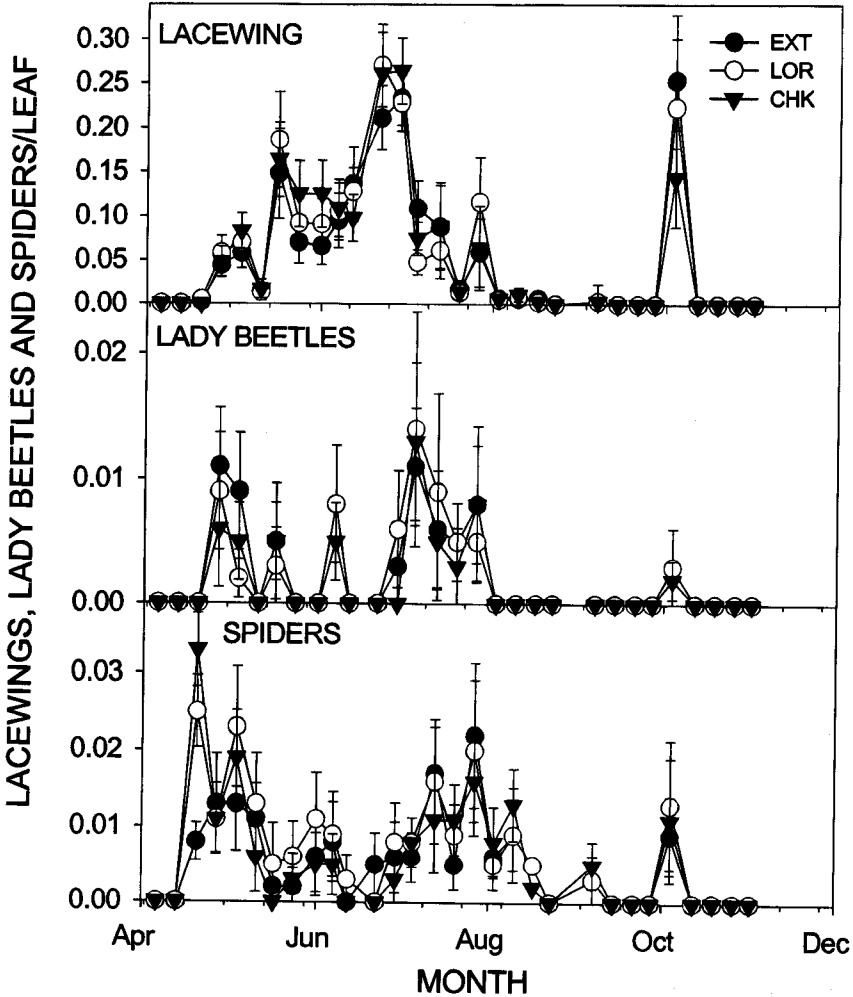 LACEWINGS, LADY BEETLES AND SPIDERS/LEAF
LACEWING
EXT
LOR
CHK
0.30
0.25
0.20
0.15
0.10
0.05
0.00
LADY BEETLES
0.02
0.01
0.00
SPIDERS
0.03
0.02
0.01
0.00
Apr Jun Aug Oct Dec
MONTH